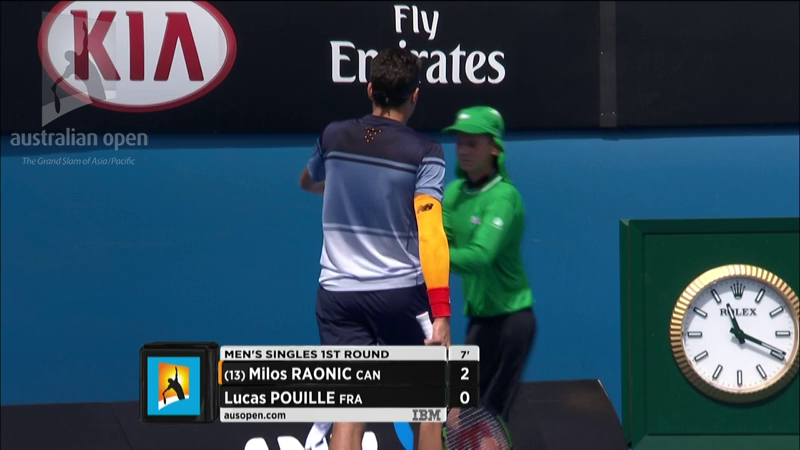 KIA
Fly
Emirates
australian open
The Grand Slam of Asia/Pacific
ROLEX
MEN'S SINGLES 1ST ROUND 7'
(13) Milos RAONIC CAN 2
Lucas POUILLE FRA 0
ausopen.com IBM